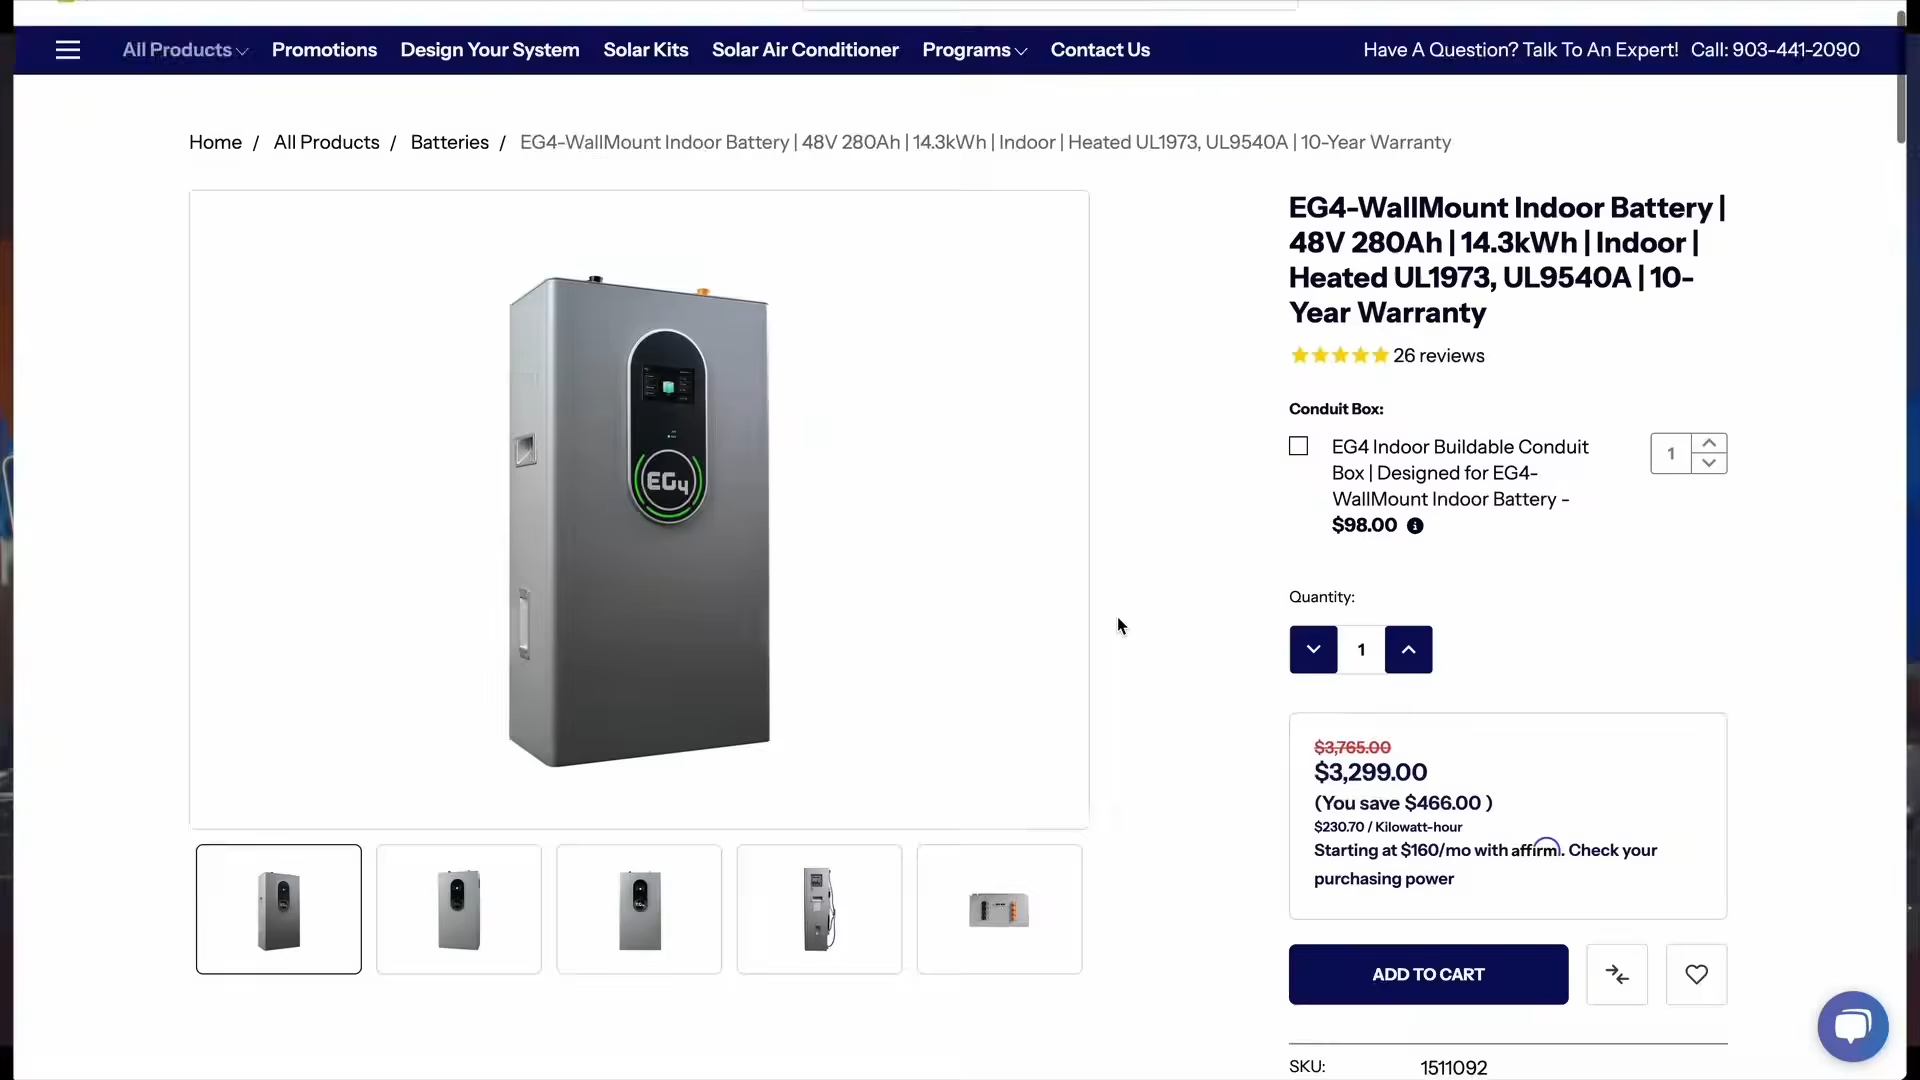 All Products Promotions Design Your System Solar Kits Solar Air Conditioner Programs Contact Us Have A Question? Talk To An Expert! Call: 903-441-2090
Home / All Products / Batteries / EG4-WallMount Indoor Battery | 48V 280Ah | 14.3kWh | Indoor | Heated UL1973, UL9540A | 10-Year Warranty
EG4-WallMount Indoor Battery |
48V 280Ah | 14.3kWh | Indoor |
Heated UL1973, UL9540A | 10-
Year Warranty
26 reviews
Conduit Box:
EG4 Indoor Buildable Conduit
Box | Designed for EG4-
WallMount Indoor Battery -
$98.00
1
EG4
Quantity:
1
$3,765.00
$3,299.00
(You save $466.00 )
$230.70 / Kilowatt-hour
Starting at $160/mo with affirm. Check your
purchasing power
ADD TO CART
SKU: 1511092